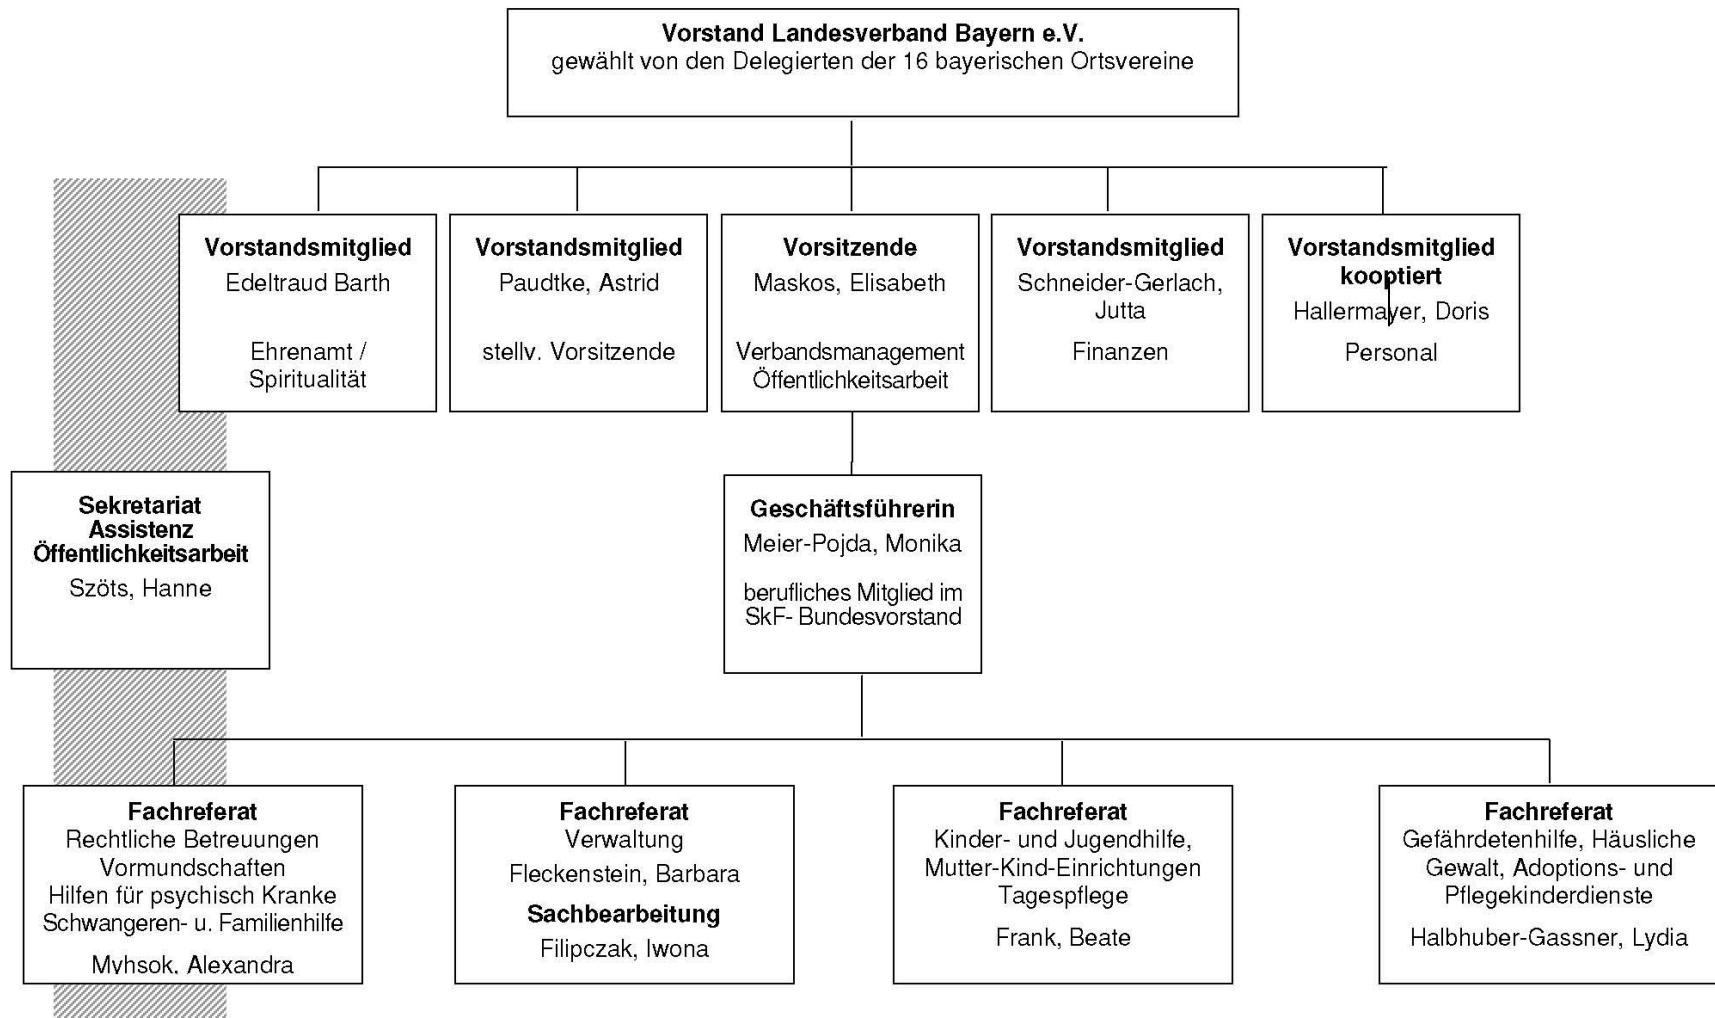 Vorstand Landesverband Bayern e.V.
gewählt von den Delegierten der 16 bayerischen Ortsvereine
Vorstandsmitglied
Edeltraud Barth
Ehrenamt /
Spiritualität
Vorstandsmitglied
Paudtke, Astrid
stellv. Vorsitzende
Vorsitzende
Maskos, Elisabeth
Verbandsmanagement
Öffentlichkeitsarbeit
Vorstandsmitglied
Schneider-Gerlach,
Jutta
Finanzen
Vorstandsmitglied
kooptiert
Hallermayer, Doris
Personal
Sekretariat
Assistenz
Öffentlichkeitsarbeit
Szöts, Hanne
Geschäftsführerin
Meier-Pojda, Monika
berufliches Mitglied im
SkF- Bundesvorstand
Fachreferat
Rechtliche Betreuungen
Vormundschaften
Hilfen für psychisch Kranke
Schwangeren- u. Familienhilfe
Myhsok, Alexandra
Fachreferat
Verwaltung
Fleckenstein, Barbara
Sachbearbeitung
Filipczak, Iwona
Fachreferat
Kinder- und Jugendhilfe,
Mutter-Kind-Einrichtungen
Tagespflege
Frank, Beate
Fachreferat
Gefährdetenhilfe, Häusliche
Gewalt, Adoptions- und
Pflegekinderdienste
Halbhuber-Gassner, Lydia